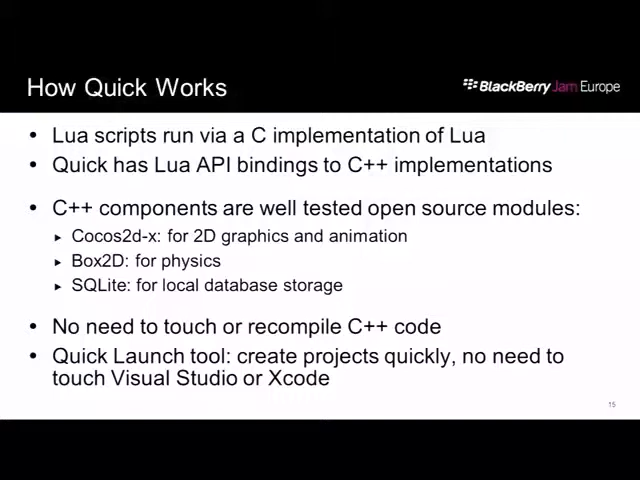 How Quick Works
BlackBerry Jam Europe
• Lua scripts run via a C implementation of Lua
• Quick has Lua API bindings to C++ implementations
• C++ components are well tested open source modules:
► Cocos2d-x: for 2D graphics and animation
► Box2D: for physics
► SQLite: for local database storage
• No need to touch or recompile C++ code
• Quick Launch tool: create projects quickly, no need to
touch Visual Studio or Xcode
15